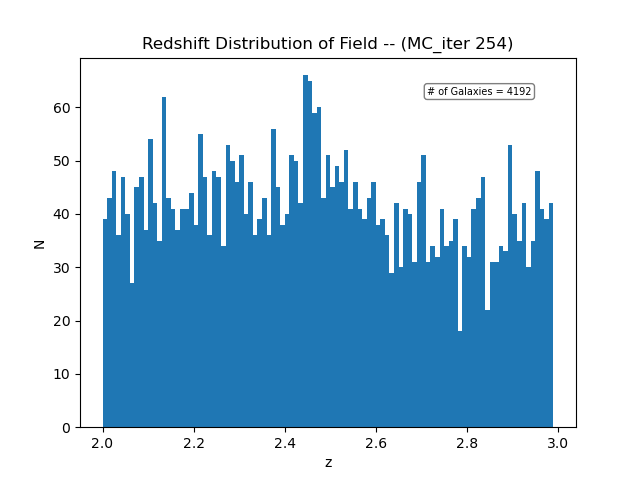 Redshift Distribution of Field -- (MC_iter 254)
# of Galaxies = 4192
N
60
50
40
30
20
10
0
2.0 2.2 2.4 2.6 2.8 3.0
z